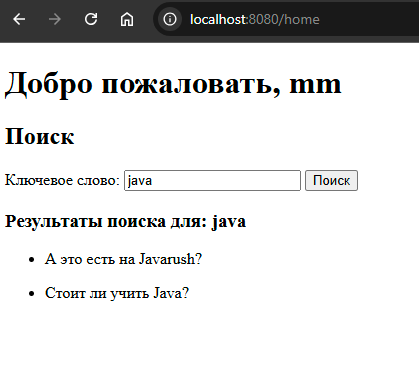 localhost:8080/home
Добро пожаловать, mm
Поиск
Ключевое слово: java Поиск
Результаты поиска для: java
А это есть на Javarush?
Стоит ли учить Java?